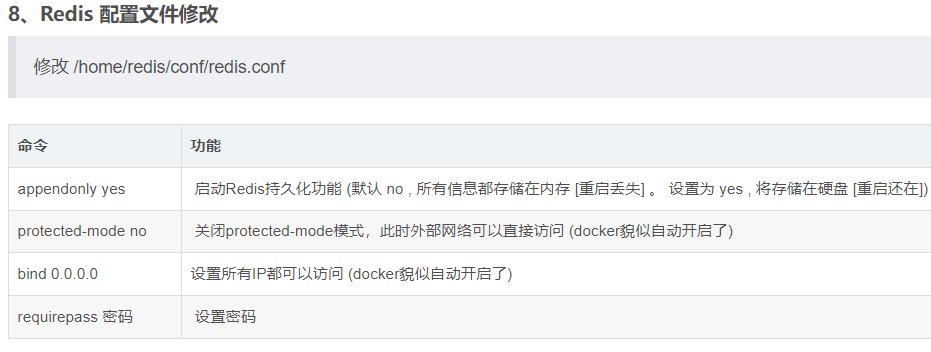 8、Redis 配置文件修改
修改 /home/redis/conf/redis.conf
命令 功能
appendonly yes 启动Redis持久化功能 (默认 no , 所有信息都存储在内存 [重启丢失] 。 设置为 yes , 将存储在硬盘 [重启还在])
protected-mode no 关闭protected-mode模式，此时外部网络可以直接访问 (docker貌似自动开启了)
bind 0.0.0.0 设置所有IP都可以访问 (docker貌似自动开启了)
requirepass 密码 设置密码